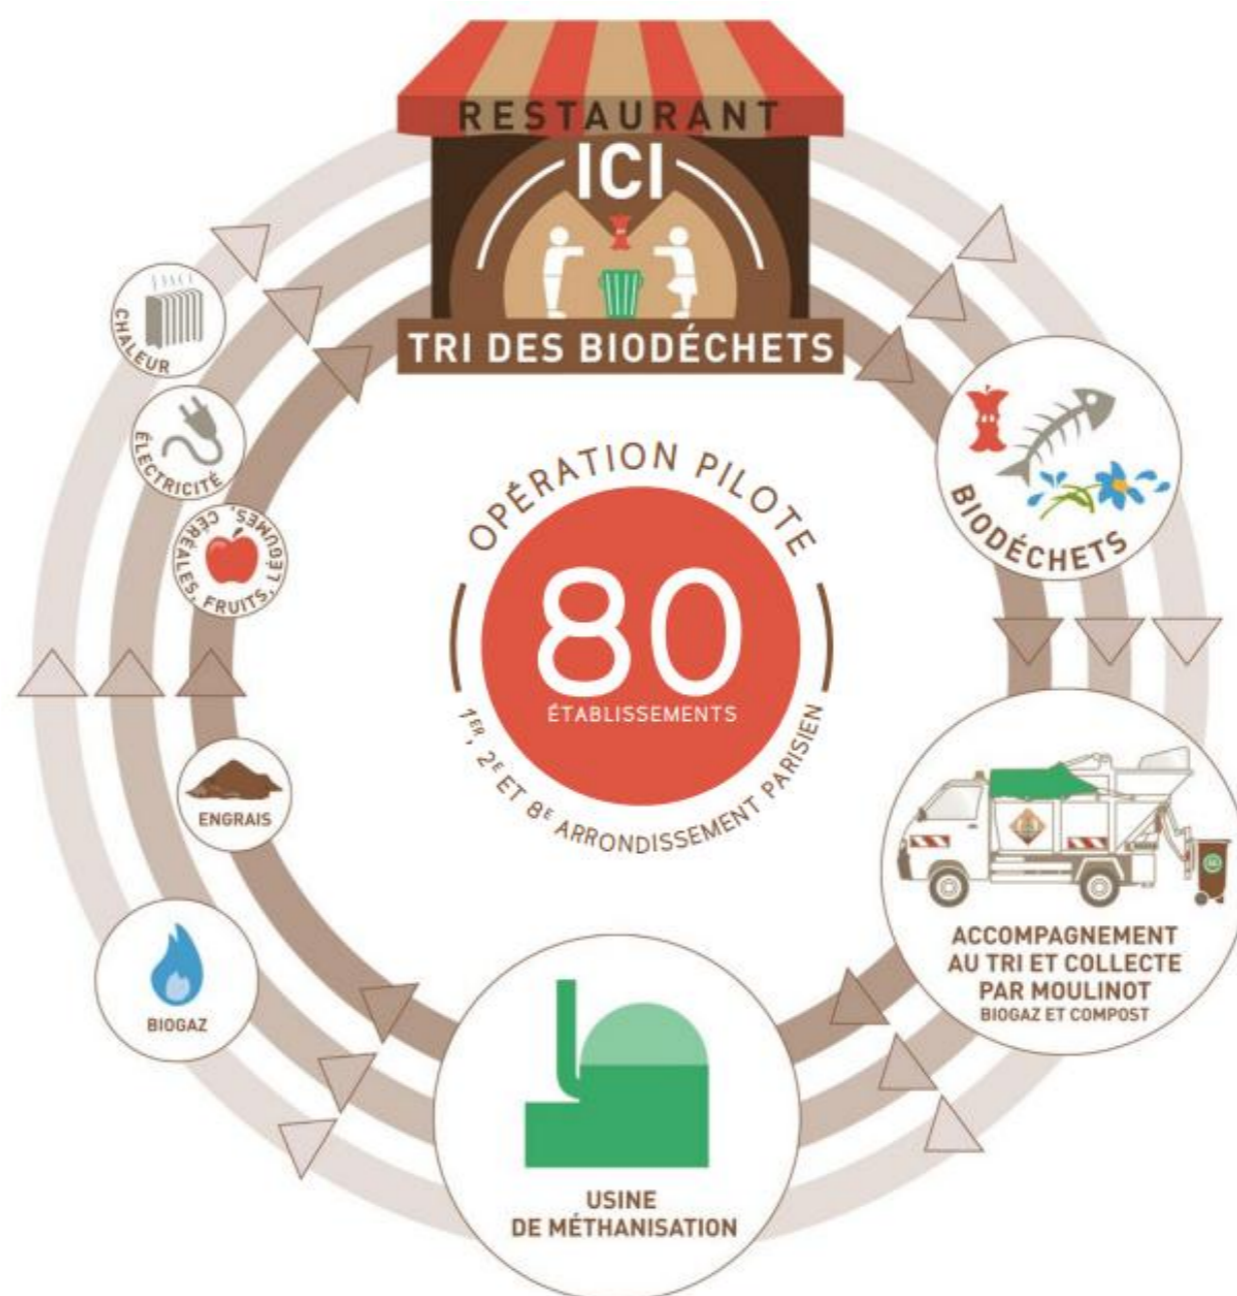 RESTAURANT
ICI
TRI DES BIODÉCHETS
BIODÉCHETS
ACCOMPAGNEMENT
AU TRI ET COLLECTE
PAR MOULINOT
BIOGAZ ET COMPOST
USINE
DE MÉTHANISATION
BIOGAZ
ENGRAIS
CÉRÉALES, FRUITS, LÉGUMES,
ÉLECTRICITÉ
CHALEUR
OPÉRATION PILOTE
80
ÉTABLISSEMENTS
1ER, 2E ET 8E ARRONDISSEMENT PARISIEN